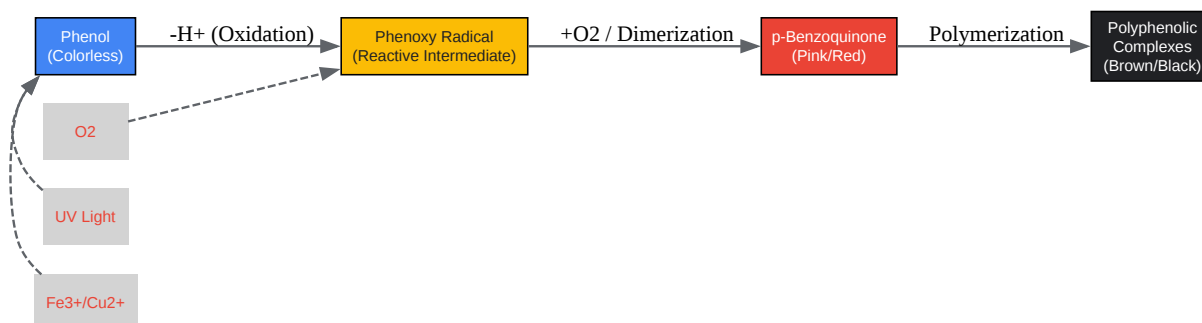 Phenol
(Colorless)
-H+ (Oxidation)
Phenoxy Radical
(Reactive Intermediate)
+O2 / Dimerization
p-Benzoquinone
(Pink/Red)
Polymerization
Polyphenolic
Complexes
(Brown/Black)
O2
UV Light
Fe3+/Cu2+